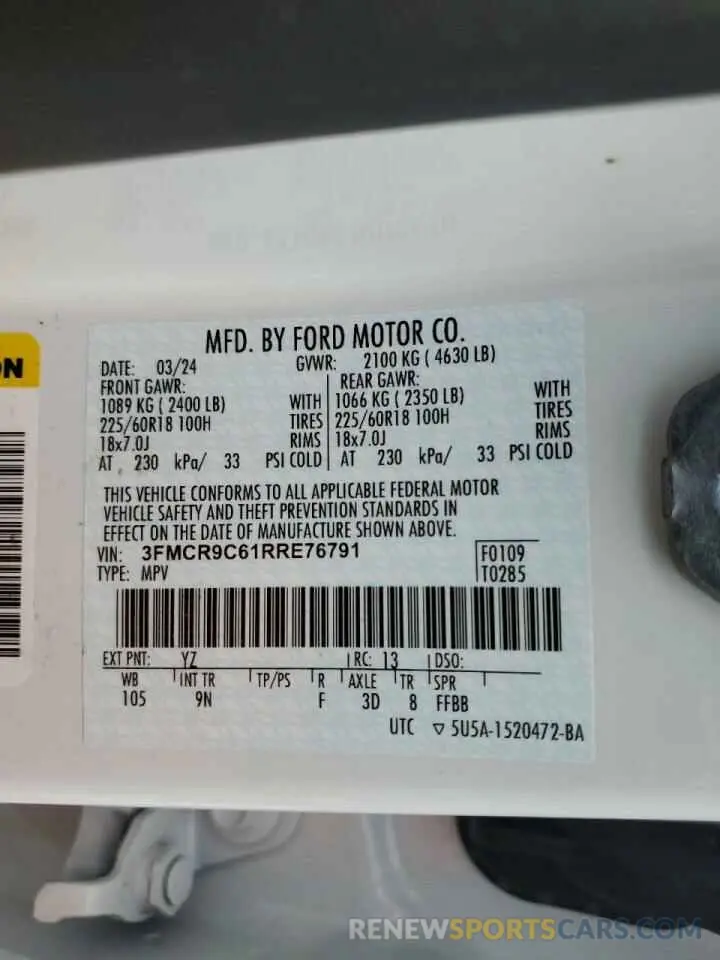 ON
MFD. BY FORD MOTOR CO.
DATE: 03/24 GVWR: 2100 KG ( 4630 LB)
FRONT GAWR: REAR GAWR:
1089 KG ( 2400 LB) WITH 1066 KG ( 2350 LB) WITH
225/60R18 100H TIRES 225/60R18 100H TIRES
18x7.0J RIMS 18x7.0J RIMS
AT 230 kPa/ 33 PSI COLD AT 230 kPa/ 33 PSI COLD
THIS VEHICLE CONFORMS TO ALL APPLICABLE FEDERAL MOTOR
VEHICLE SAFETY AND THEFT PREVENTION STANDARDS IN
EFFECT ON THE DATE OF MANUFACTURE SHOWN ABOVE.
VIN: 3FMCR9C61RRE76791 F0109
TYPE: MPV T0285
EXT PNT: YZ RC: 13 DSO:
WB INT TR TP/PS R AXLE TR SPR
105 9N F 3D 8 FFBB
UTC ▽ 5U5A-1520472-BA
RENEWSPORTSCARS.COM